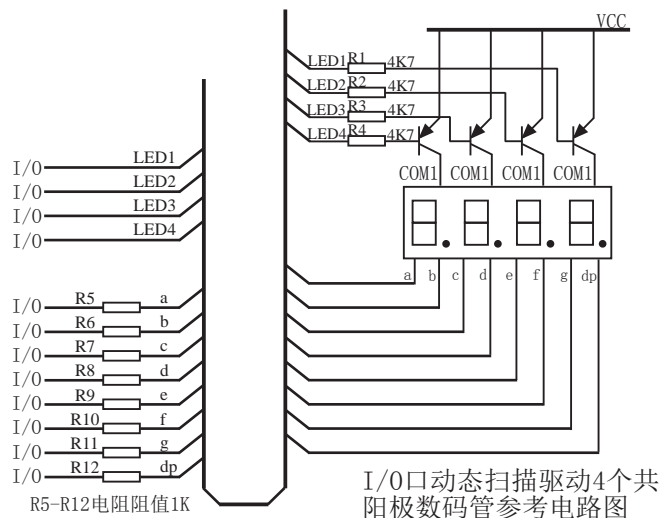 VCC
LED1 R1 4K7
LED2 R2 4K7
LED3 R3 4K7
LED4 R4 4K7
COM1 COM1 COM1 COM1
I/O LED1
I/O LED2
I/O LED3
I/O LED4
a b c d e f g dp
I/O R5 a
I/O R6 b
I/O R7 c
I/O R8 d
I/O R9 e
I/O R10 f
I/O R11 g
I/O R12 dp
R5-R12电阻阻值1K
I/O口动态扫描驱动4个共
阳极数码管参考电路图